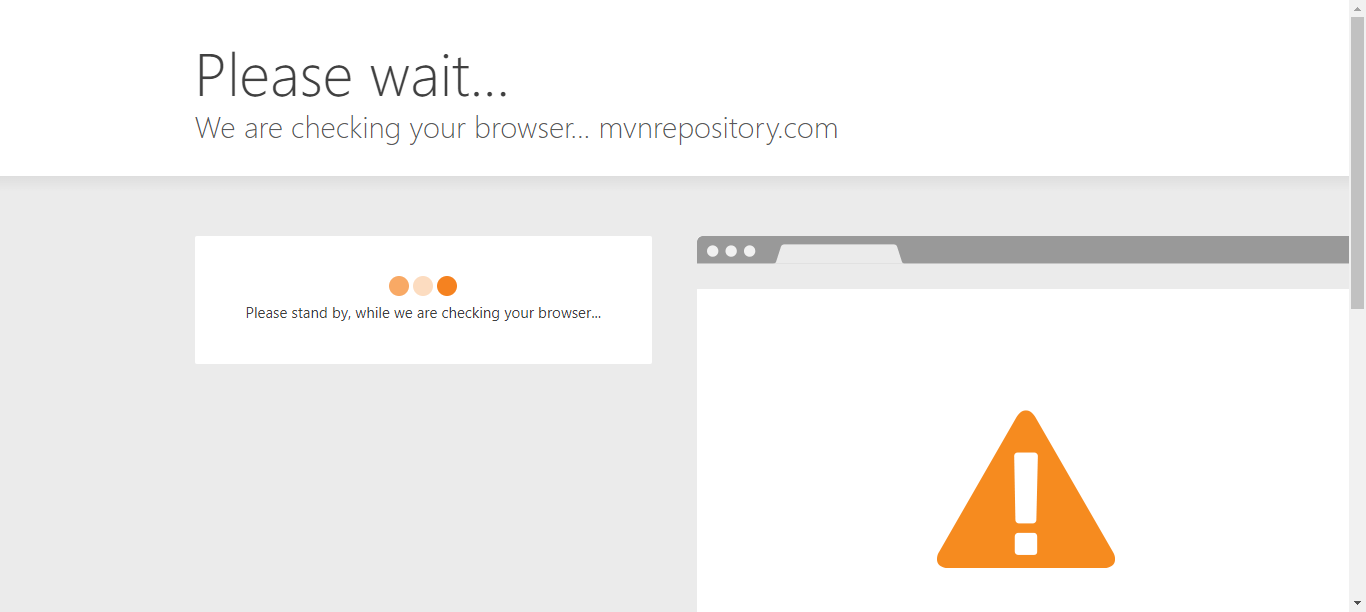 Please wait...
We are checking your browser... mvnrepository.com
Please stand by, while we are checking your browser...